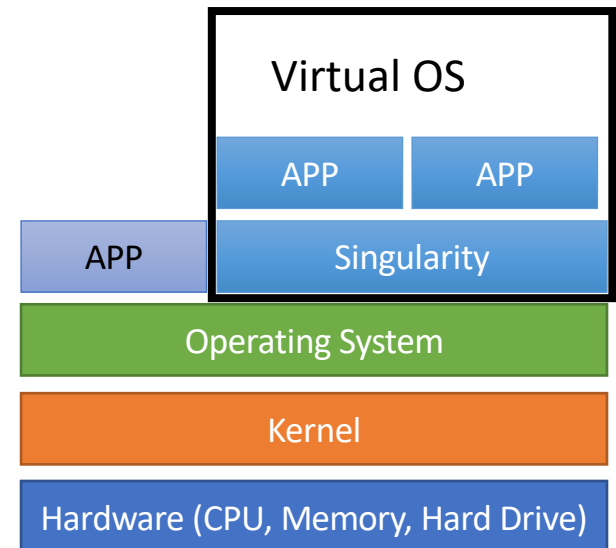 Virtual OS
APP APP
APP Singularity
Operating System
Kernel
Hardware (CPU, Memory, Hard Drive)